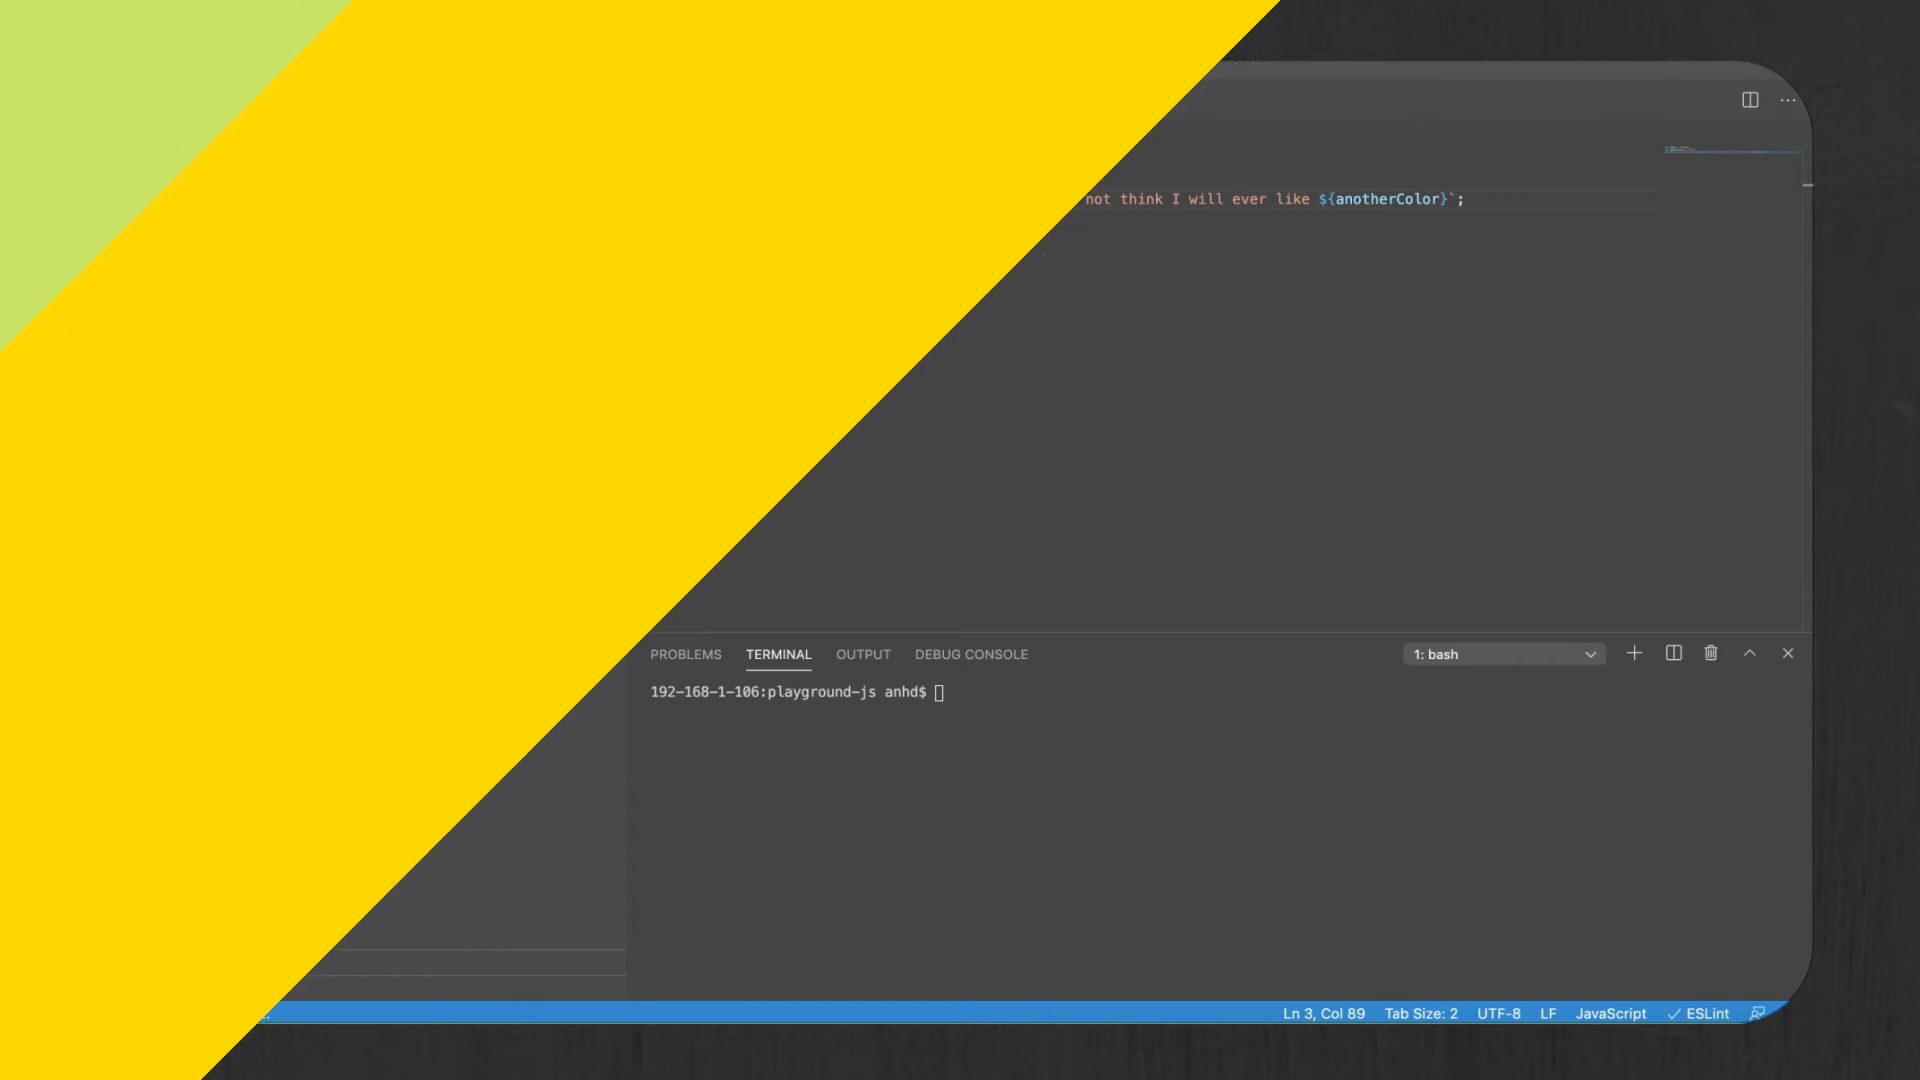 not think I will ever like ${anotherColor}`;
PROBLEMS TERMINAL OUTPUT DEBUG CONSOLE 1: bash
192-168-1-106:playground-js anhd$
Ln 3, Col 89 Tab Size: 2 UTF-8 LF JavaScript ESLint